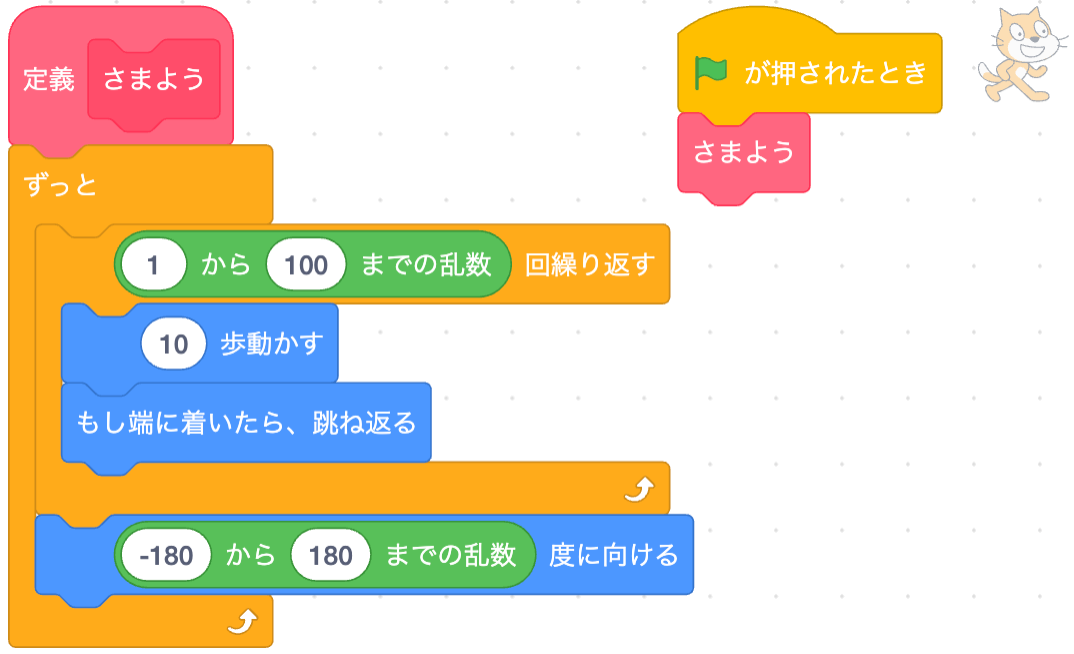 定義 さまよう
ずっと
1 から 100 までの乱数 回繰り返す
10 歩動かす
もし端に着いたら、跳ね返る
-180 から 180 までの乱数 度に向ける
が押されたとき
さまよう